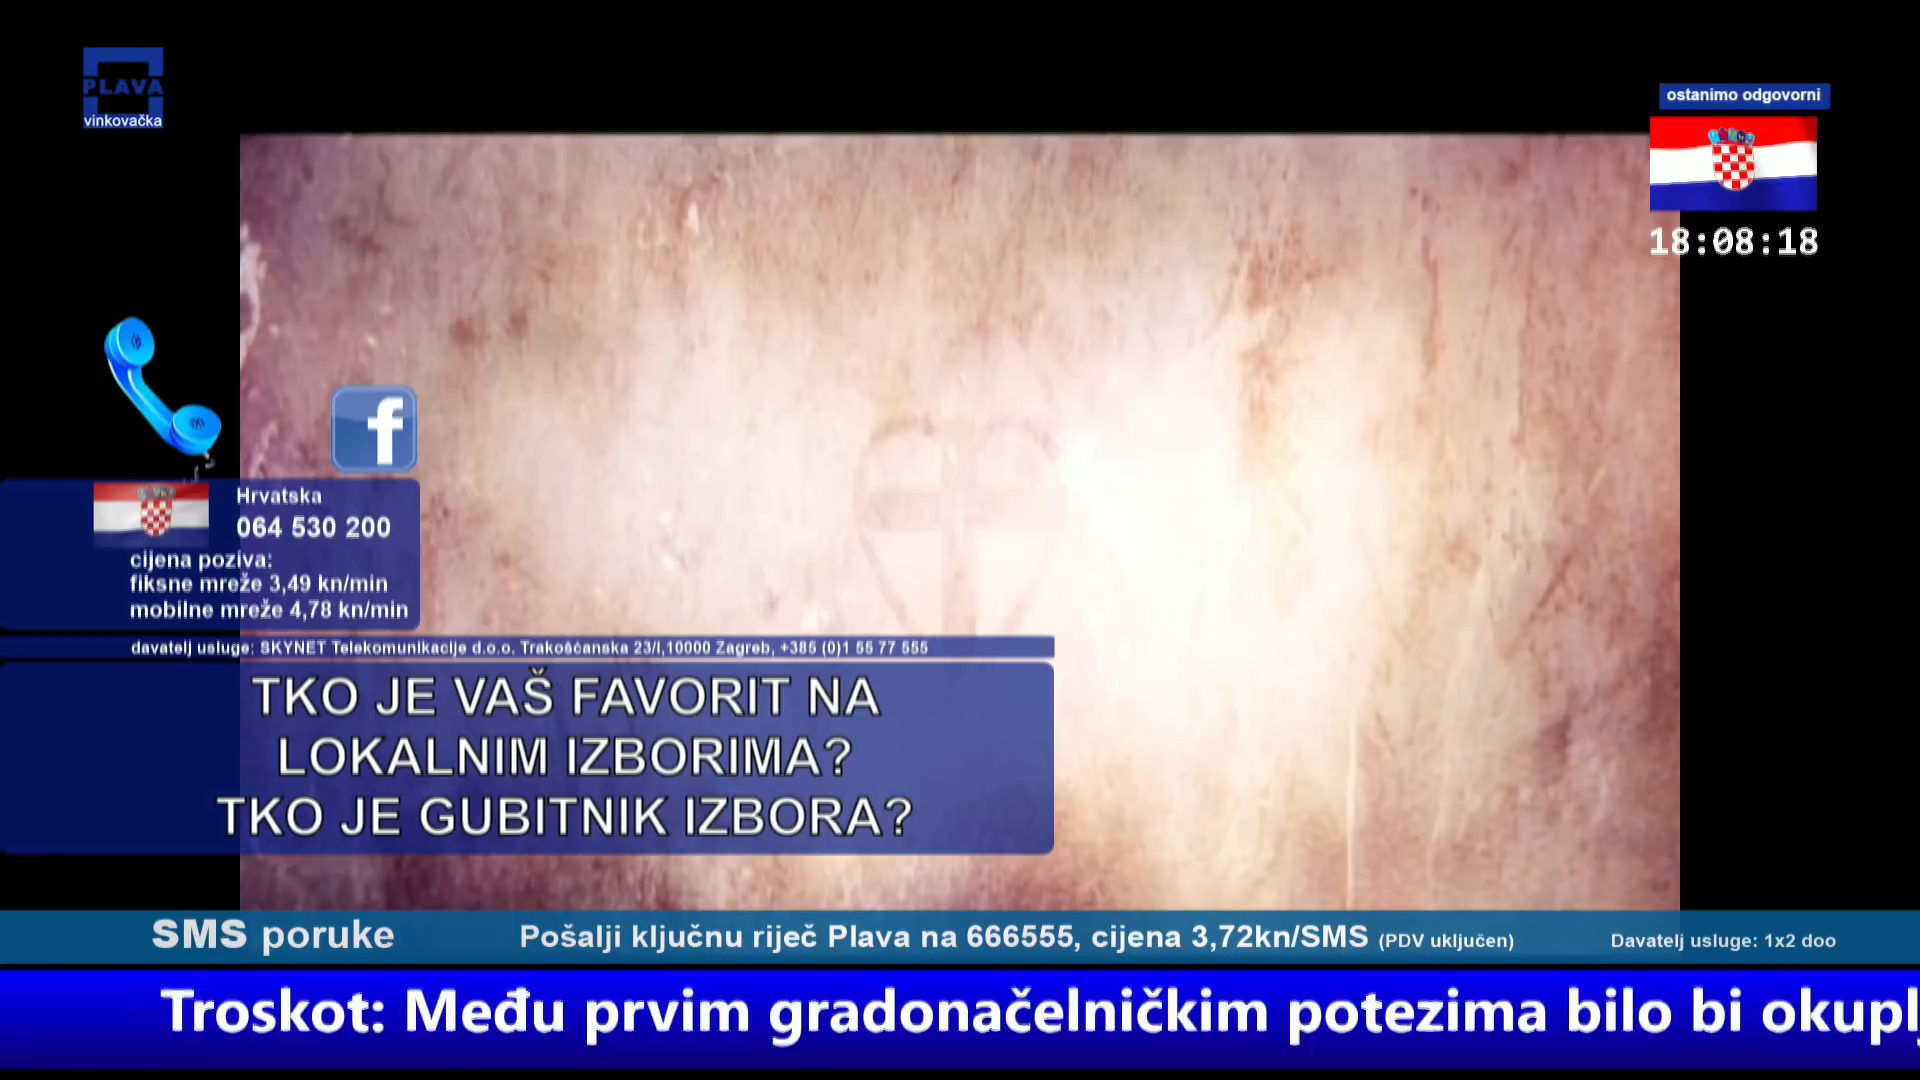 PLAVA
vinkovačka
ostanimo odgovorni
18:08:18
f
Hrvatska
064 530 200
cijena poziva:
fiksne mreže 3,49 kn/min
mobilne mreže 4,78 kn/min
davatelj usluge: SKYNET Telekomunikacije d.o.o. Trakošćanska 23/I,10000 Zagreb, +385 (0)1 55 77 555
TKO JE VAŠ FAVORIT NA
LOKALNIM IZBORIMA?
TKO JE GUBITNIK IZBORA?
SMS poruke Pošalji ključnu riječ Plava na 666555, cijena 3,72kn/SMS (PDV uključen) Davatelj usluge: 1x2 doo
Troskot: Među prvim gradonačelničkim potezima bilo bi okupl